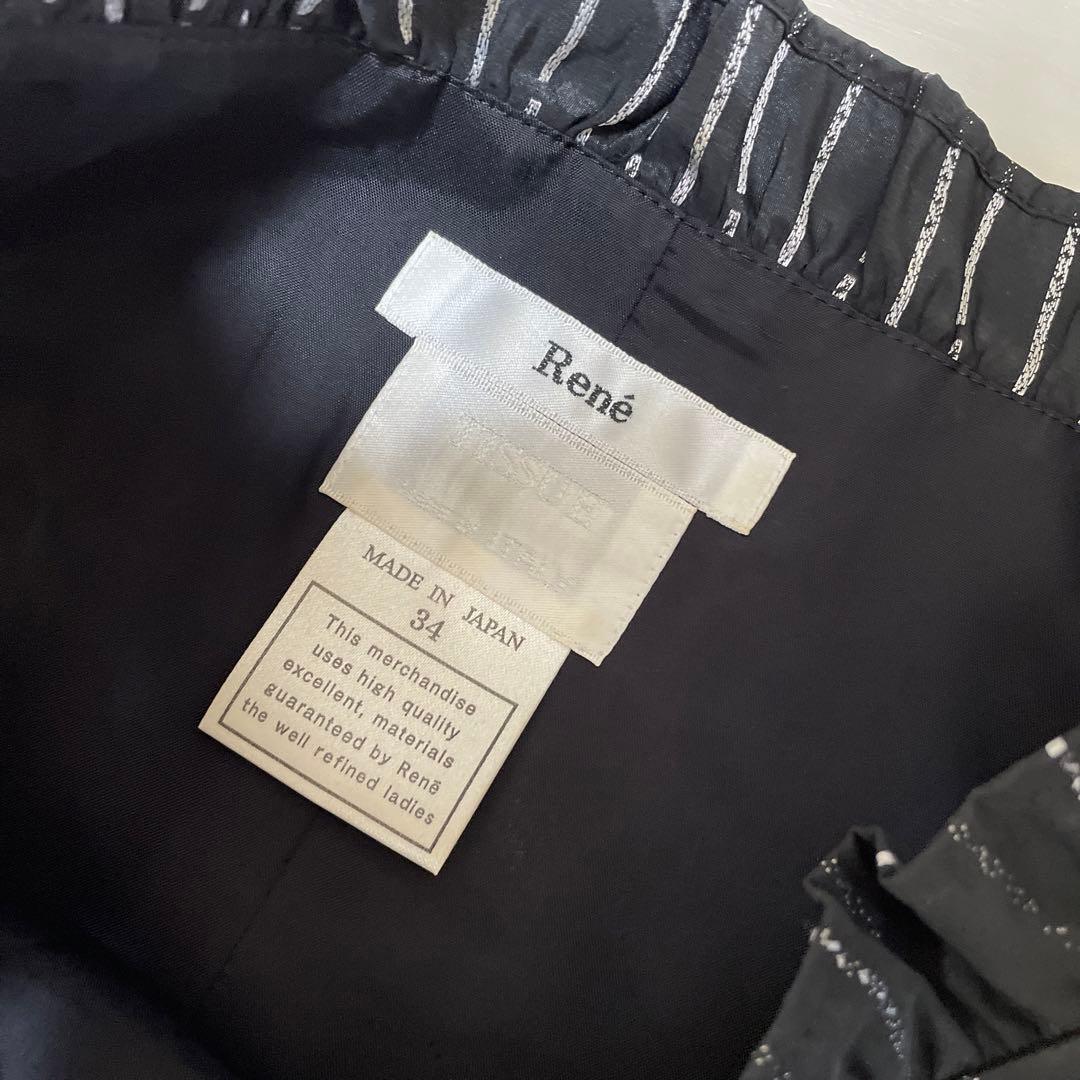 René
TISSUE
MADE IN JAPAN
34
This merchandise
uses high quality
excellent, materials
guaranteed by Renē
the well refined ladies